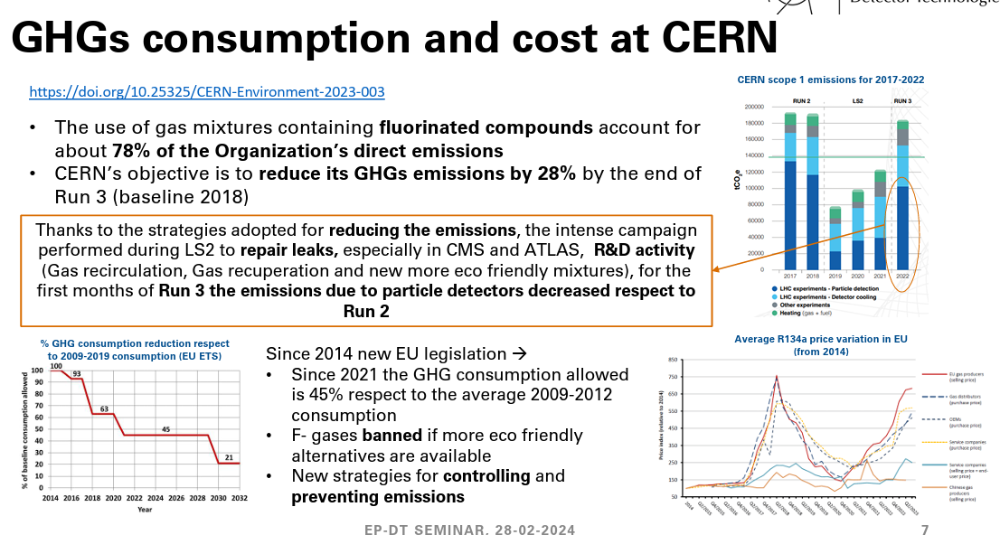 Detector Technologie
GHGs consumption and cost at CERN
https://doi.org/10.25325/CERN-Environment-2023-003
• The use of gas mixtures containing fluorinated compounds account for
about 78% of the Organization's direct emissions
• CERN's objective is to reduce its GHGs emissions by 28% by the end of
Run 3 (baseline 2018)
Thanks to the strategies adopted for reducing the emissions, the intense campaign
performed during LS2 to repair leaks, especially in CMS and ATLAS, R&D activity
(Gas recirculation, Gas recuperation and new more eco friendly mixtures), for the
first months of Run 3 the emissions due to particle detectors decreased respect to
Run 2
CERN scope 1 emissions for 2017-2022
RUN 2 LS2 RUN 3
200000
180000
160000
140000
120000
100000
80000
60000
40000
20000
0
tCO₂e
2017 2018 2019 2020 2021 2022
LHC experiments - Particle detection
LHC experiments - Detector cooling
Other experiments
Heating (gas + fuel)
% GHG consumption reduction respect
to 2009-2019 consumption (EU ETS)
% of baseline consumption allowed
100
90
80
70
60
50
40
30
20
10
0
100
93
63
45
21
2014 2016 2018 2020 2022 2024 2026 2028 2030 2032
Year
Since 2014 new EU legislation →
• Since 2021 the GHG consumption allowed
is 45% respect to the average 2009-2012
consumption
• F- gases banned if more eco friendly
alternatives are available
• New strategies for controlling and
preventing emissions
Average R134a price variation in EU
(from 2014)
Price index (relative to 2014)
850
750
650
550
450
350
250
150
50
2014
EU gas producers
(selling price)
Gas distributors
(purchase price)
OEMs
(purchase price)
Service companies
(purchase price)
Service companies
(selling price = end-
user price)
Chinese gas
producers
(selling price)
EP-DT SEMINAR, 28-02-2024
7